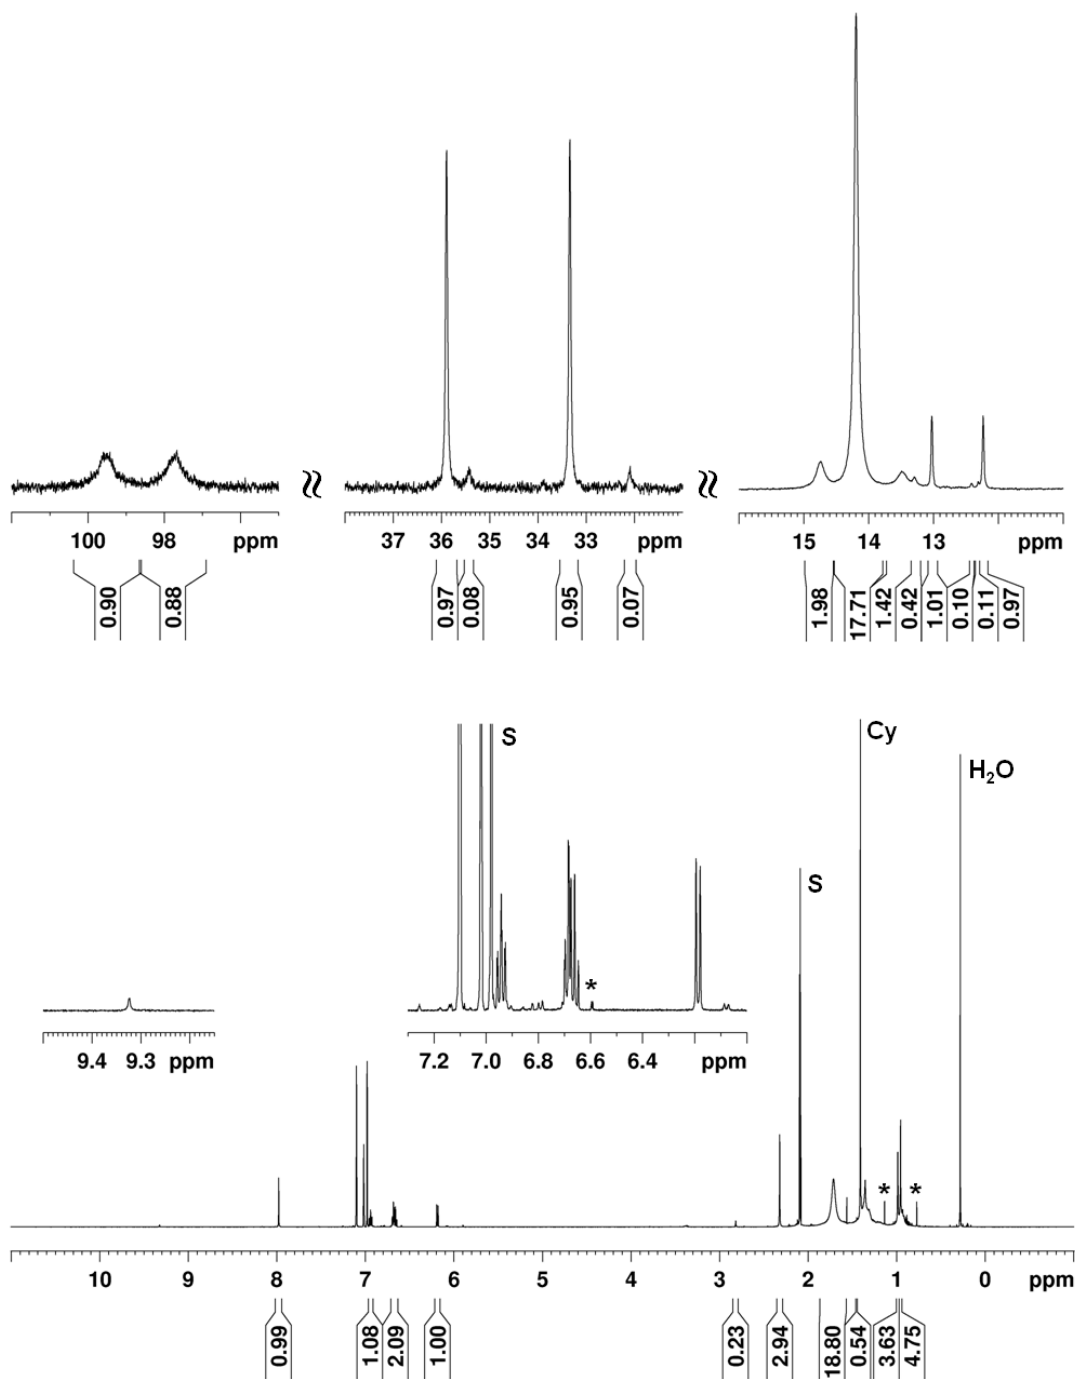 100 98 ppm
37 36 35 34 33 ppm
15 14 13 ppm
0.90 0.88
0.97 0.08 0.95 0.07
1.98 17.71 1.42 0.42 1.01 0.10 0.11 0.97
S
Cy
H2O
S
*
*
*
9.4 9.3 ppm
7.2 7.0 6.8 6.6 6.4 ppm
10 9 8 7 6 5 4 3 2 1 0 ppm
0.99 1.08 2.09 1.00 0.23 2.94 18.80 0.54 3.63 4.75